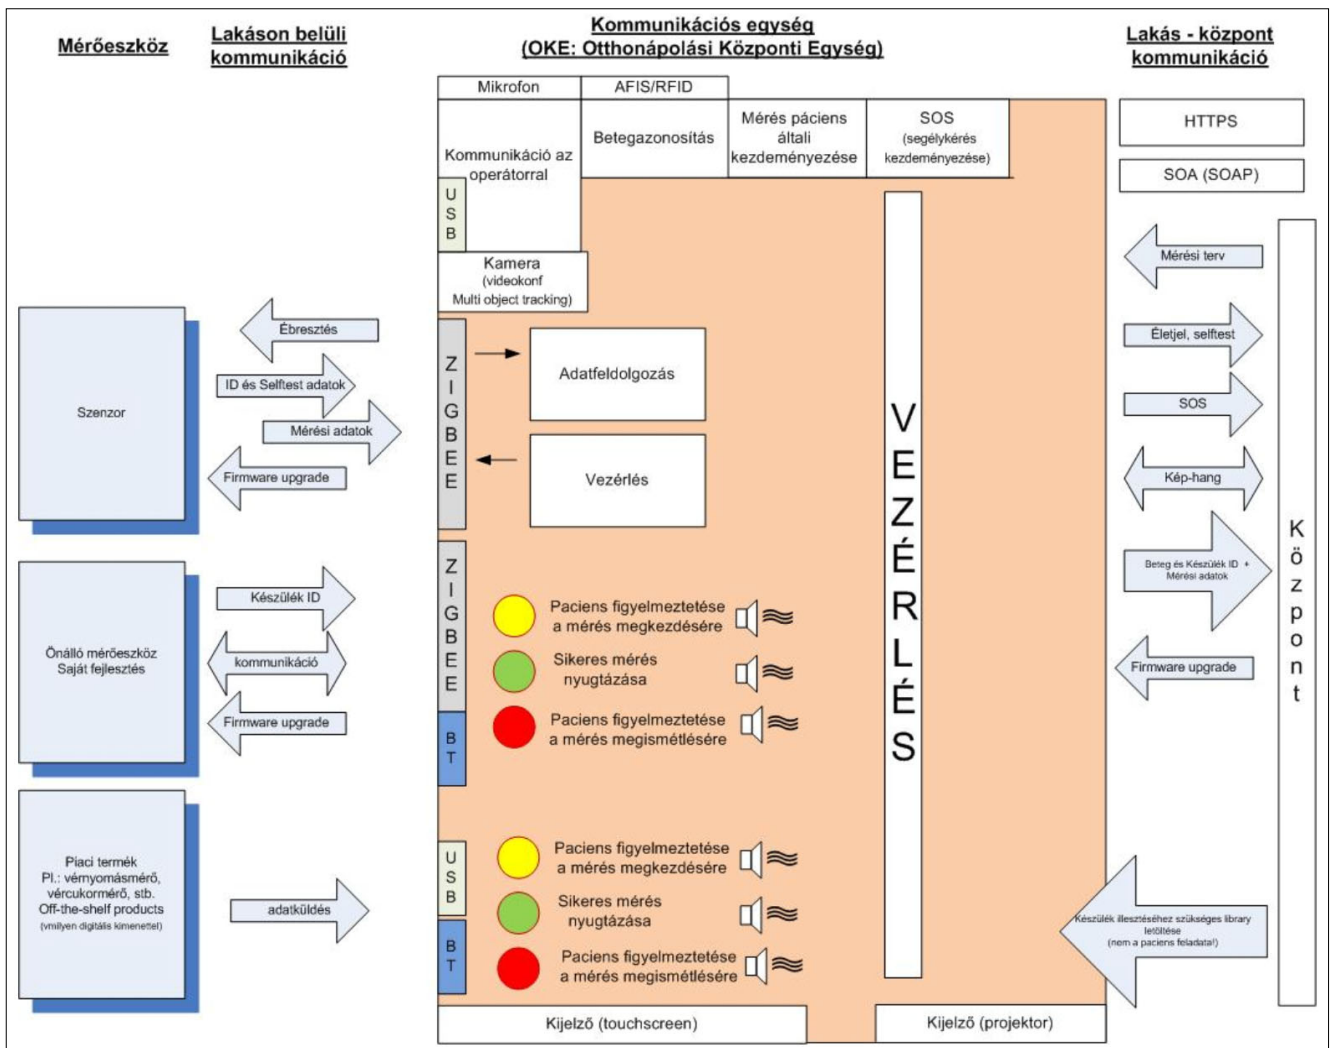 Mérőeszköz
Lakáson belüli
kommunikáció
Kommunikációs egység
(OKE: Otthonápolási Központi Egység)
Lakás - központ
kommunikáció
Mikrofon
AFIS/RFID
Kommunikáció az
operátorral
Betegazonosítás
Mérés páciens
általi
kezdeményezése
SOS
(segélykérés
kezdeményezése)
HTTPS
SOA (SOAP)
USB
Kamera
(videokonf
Multi object tracking)
Szenzor
Ébresztés
ID és Selftest adatok
Mérési adatok
Firmware upgrade
ZIGBEE
Adatfeldolgozás
Vezérlés
VEZÉRLÉS
Mérési terv
Életjel, selftest
SOS
Kép-hang
Beteg és Készülék ID +
Mérési adatok
Firmware upgrade
Központ
Önálló mérőeszköz
Saját fejlesztés
Készülék ID
kommunikáció
Firmware upgrade
ZIGBEE
BT
Paciens figyelmeztetése
a mérés megkezdésére
Sikeres mérés
nyugtázása
Paciens figyelmeztetése
a mérés megismétlésére
Piaci termék
Pl.: vérnyomásmérő,
vércukormérő, stb.
Off-the-shelf products
(vmilyen digitális kimenettel)
adatküldés
USB
BT
Paciens figyelmeztetése
a mérés megkezdésére
Sikeres mérés
nyugtázása
Paciens figyelmeztetése
a mérés megismétlésére
Készülék illesztéséhez szükséges library
letöltése
(nem a paciens feladata!)
Kijelző (touchscreen)
Kijelző (projektor)